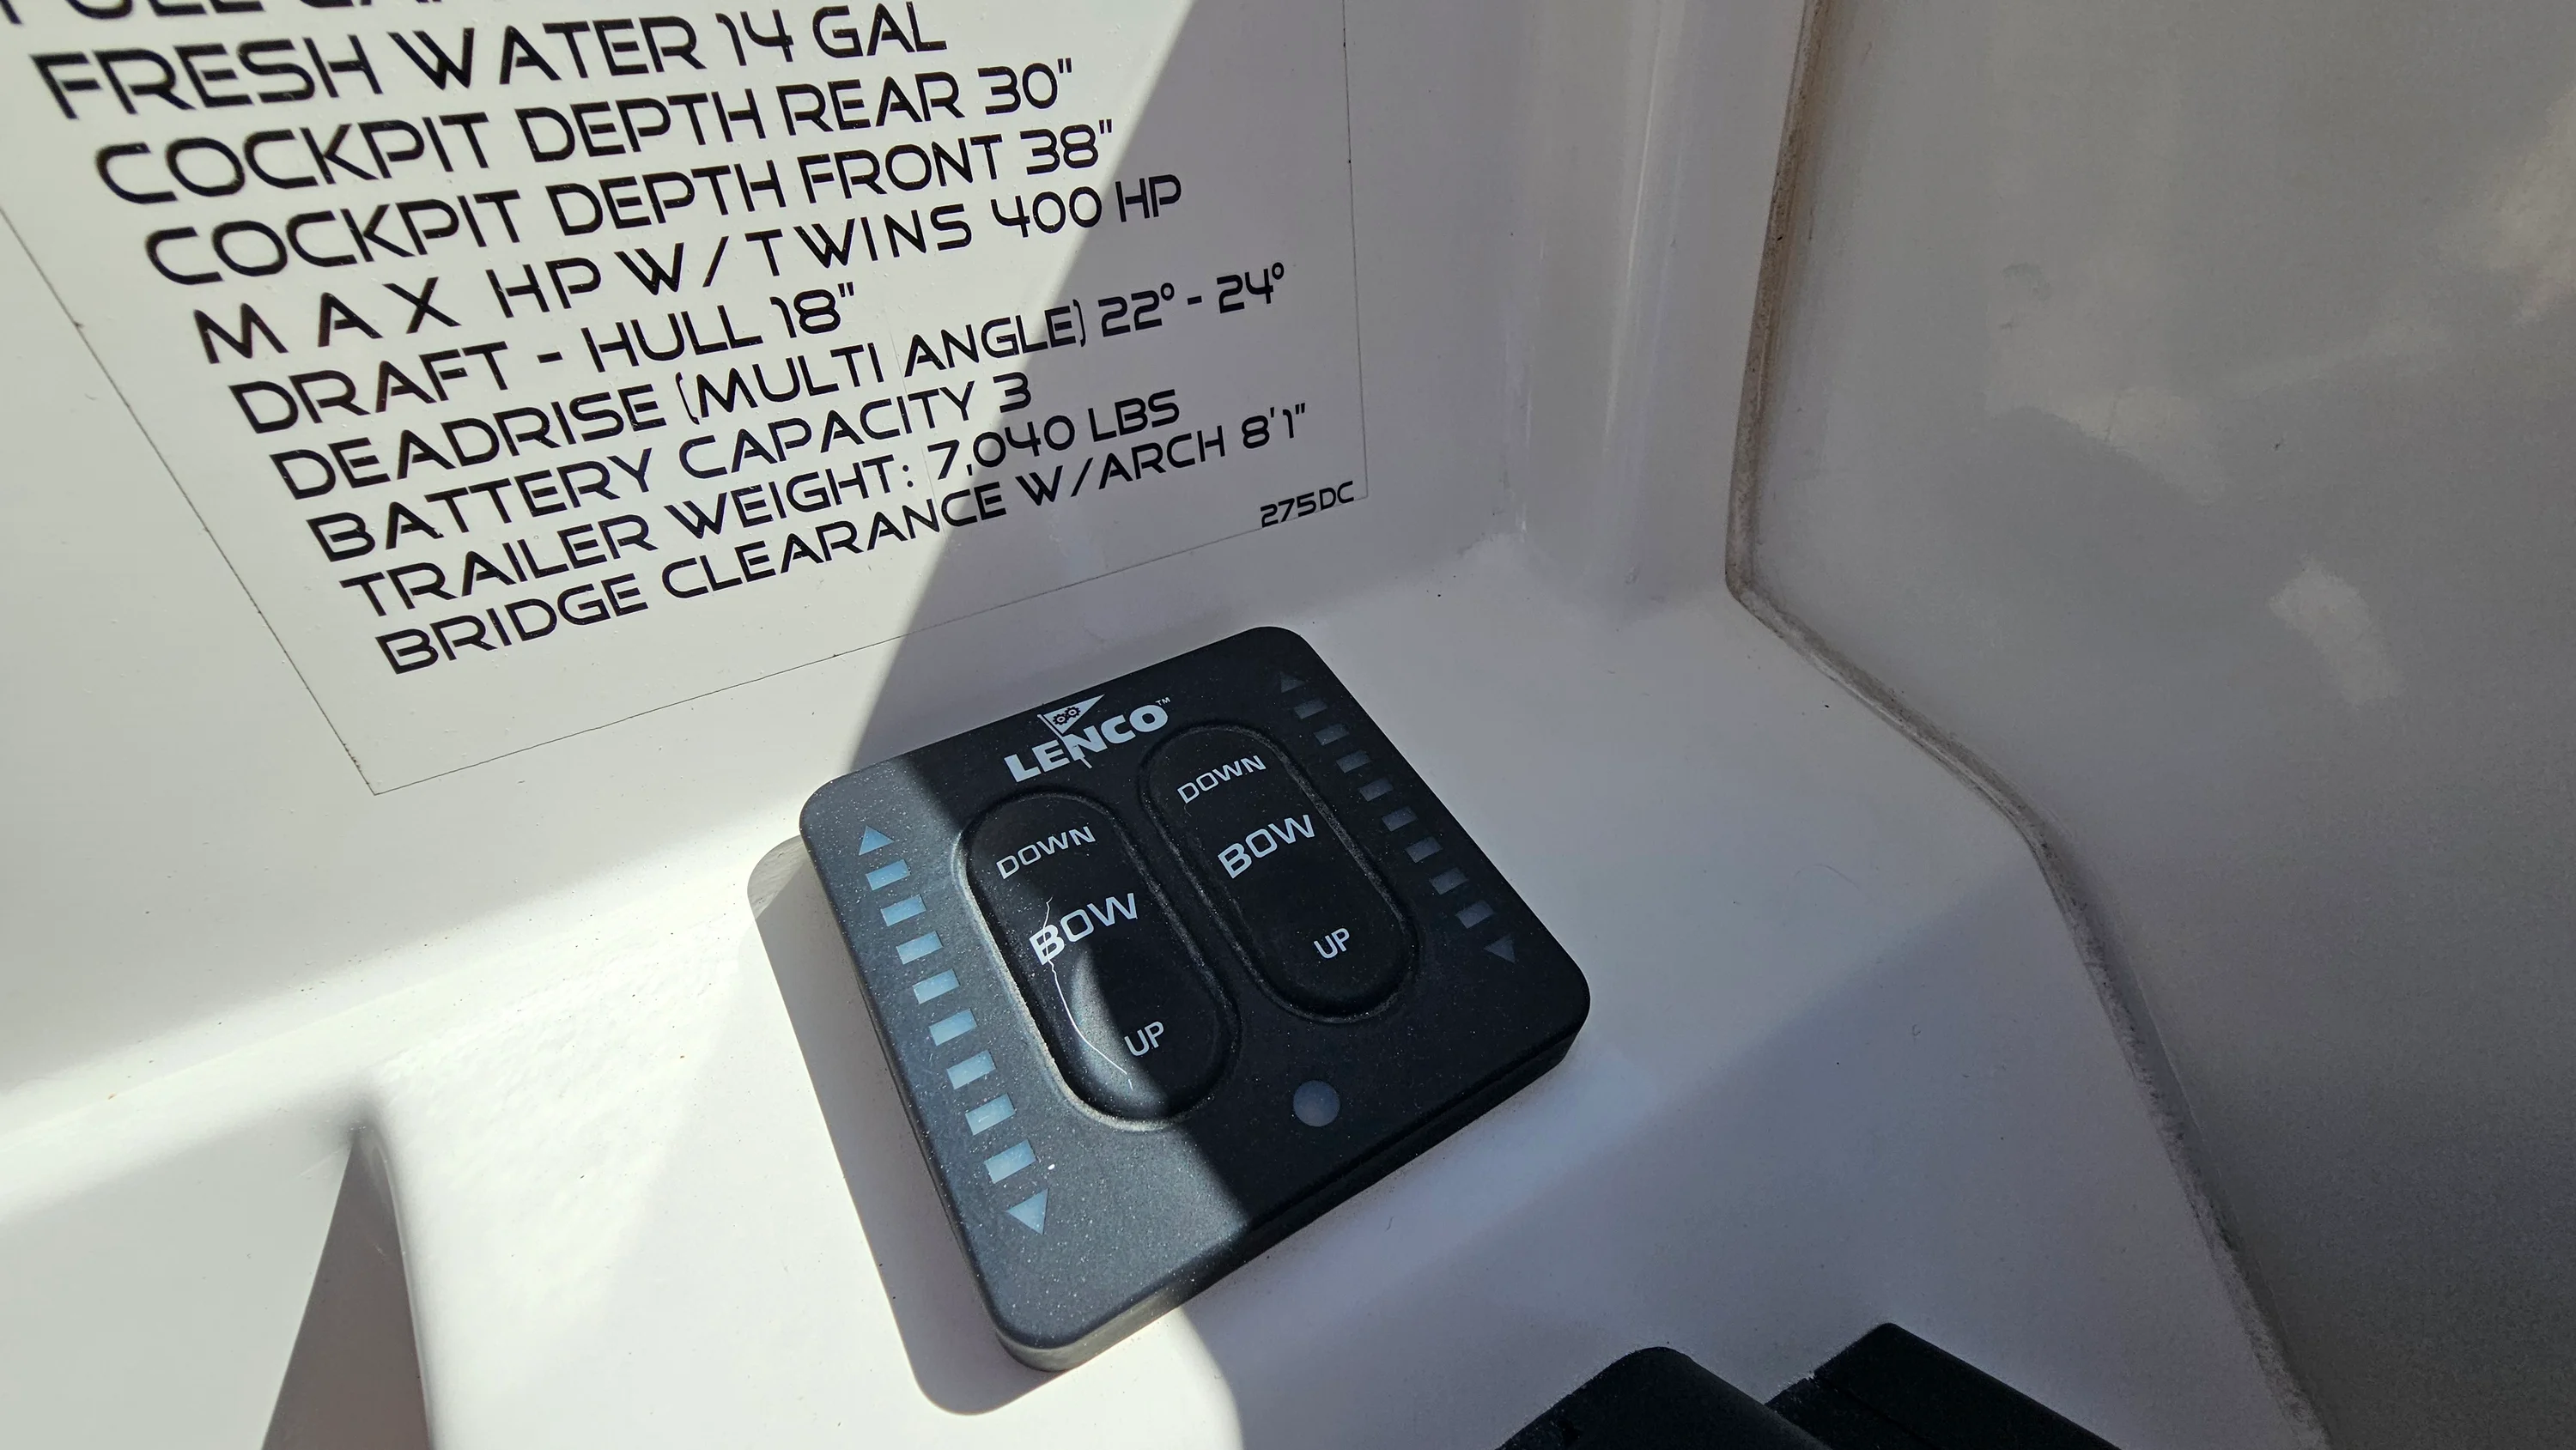 FRESH WATER 14 GAL
COCKPIT DEPTH REAR 30"
COCKPIT DEPTH FRONT 38"
MAX HP W/TWINS 400 HP
DRAFT - HULL 18"
DEADRISE (MULTI ANGLE) 22° - 24°
BATTERY CAPACITY 3
TRAILER WEIGHT: 7,040 LBS
BRIDGE CLEARANCE W/ARCH 8'1"
275DC
LENCO™
DOWN
BOW
UP
DOWN
BOW
UP